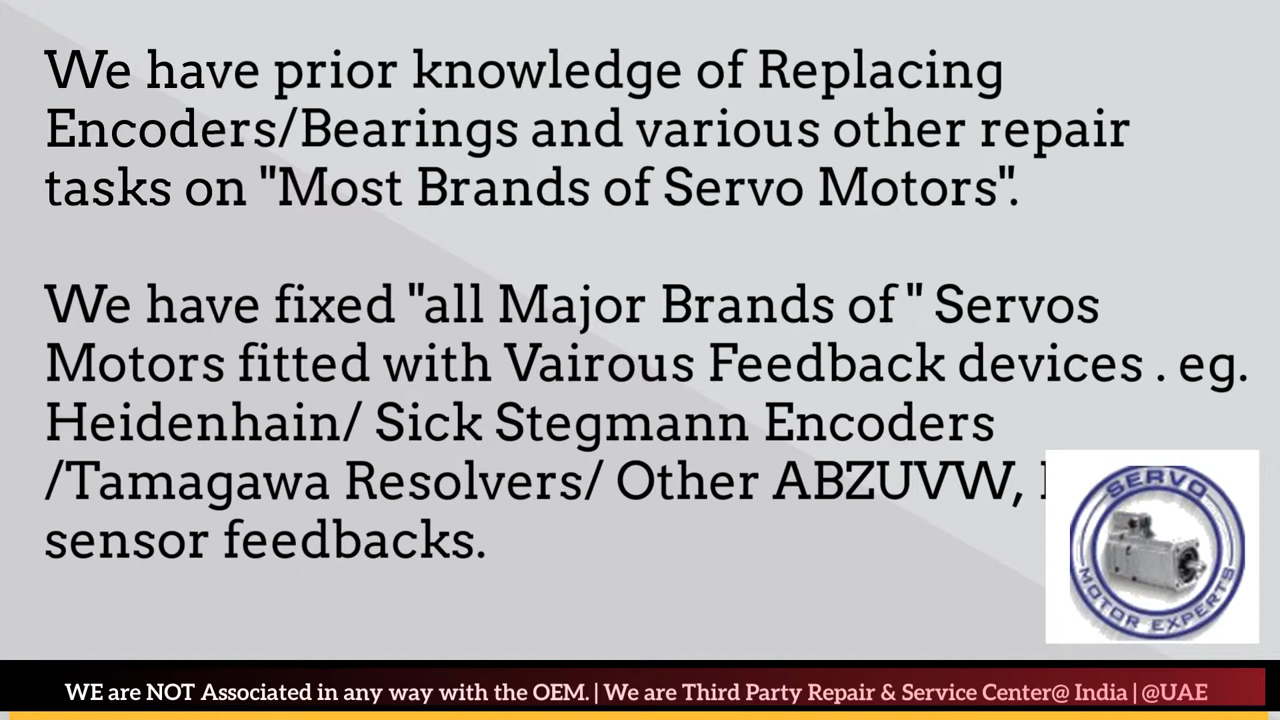 We have prior knowledge of Replacing
Encoders/Bearings and various other repair
tasks on "Most Brands of Servo Motors".
We have fixed "all Major Brands of " Servos
Motors fitted with Vairous Feedback devices . eg.
Heidenhain/ Sick Stegmann Encoders
/Tamagawa Resolvers/ Other ABZUVW,
sensor feedbacks.
SERVO
MOTOR EXPERTS
WE are NOT Associated in any way with the OEM. | We are Third Party Repair & Service Center@ India | @UAE